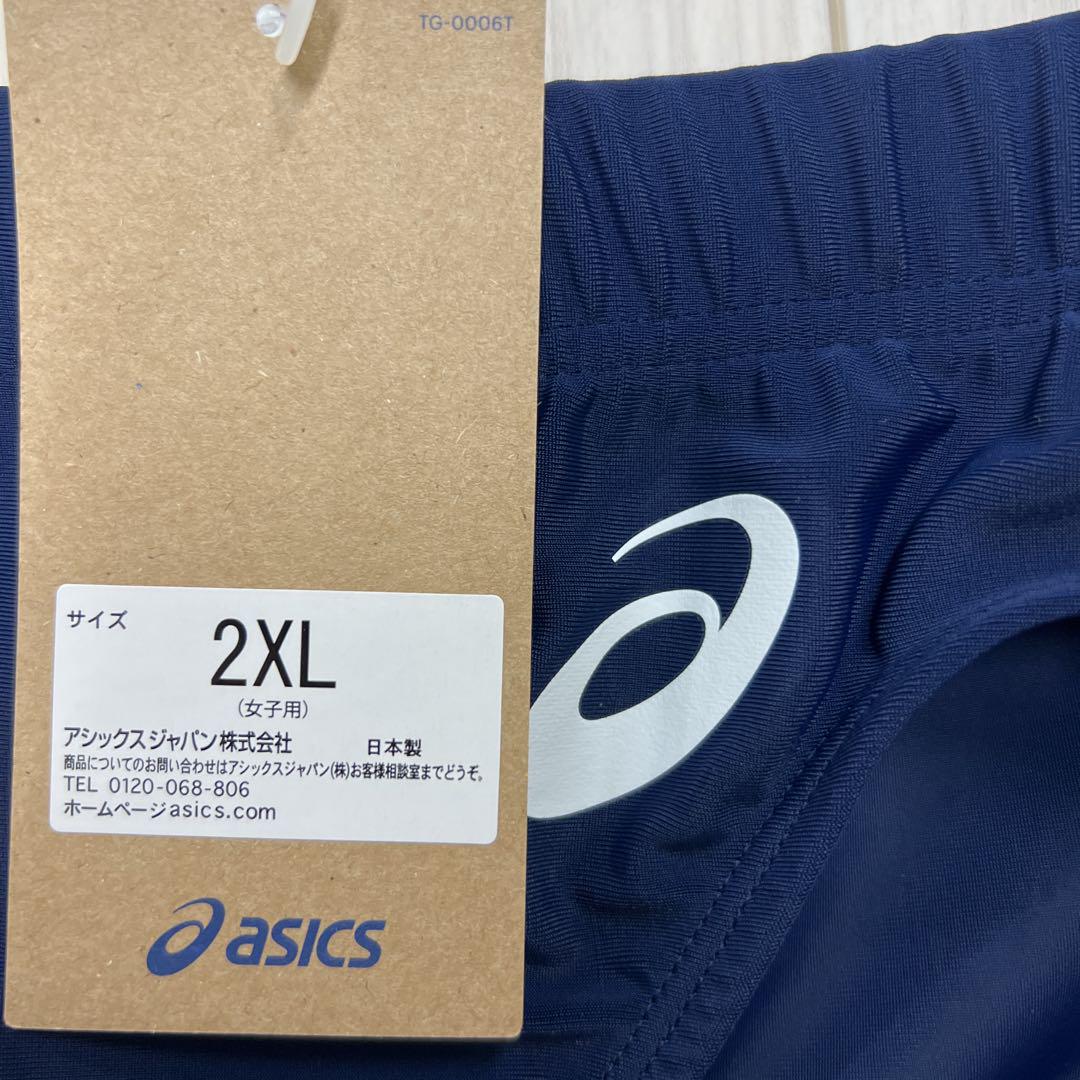 TG-0006T
サイズ
2XL
(女子用)
アシックスジャパン株式会社 日本製
商品についてのお問い合わせはアシックスジャパン(株)お客様相談室までどうぞ。
TEL 0120-068-806
ホームページasics.com
asics